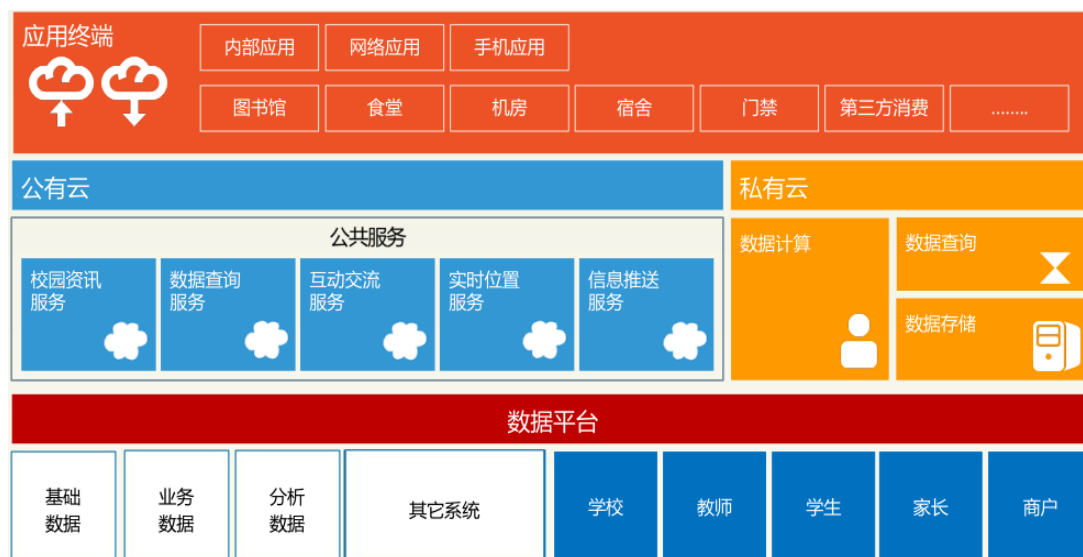 应用终端
内部应用
网络应用
手机应用
图书馆
食堂
机房
宿舍
门禁
第三方消费
........
公有云
私有云
公共服务
校园资讯
服务
数据查询
服务
互动交流
服务
实时位置
服务
信息推送
服务
数据计算
数据查询
数据存储
数据平台
基础
数据
业务
数据
分析
数据
其它系统
学校
教师
学生
家长
商户